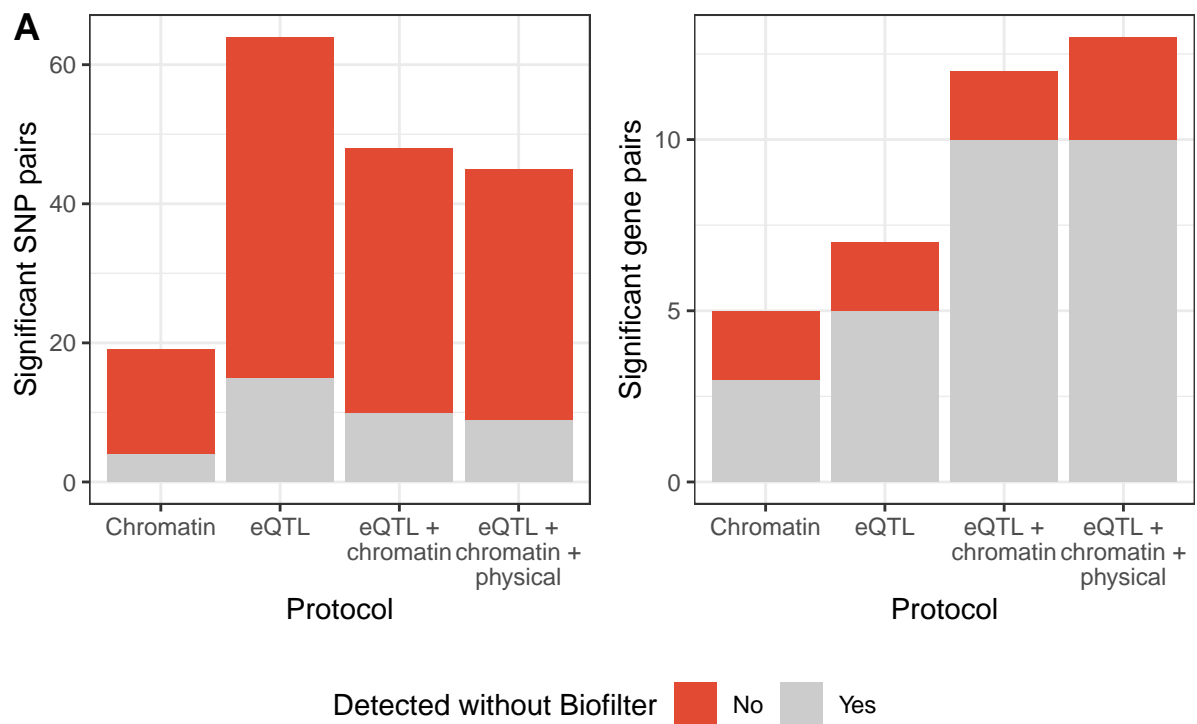 A
Significant SNP pairs
60
40
20
0
Chromatin
eQTL
eQTL +
chromatin
eQTL +
chromatin +
physical
Protocol
Significant gene pairs
10
5
0
Chromatin
eQTL
eQTL +
chromatin
eQTL +
chromatin +
physical
Protocol
Detected without Biofilter No Yes